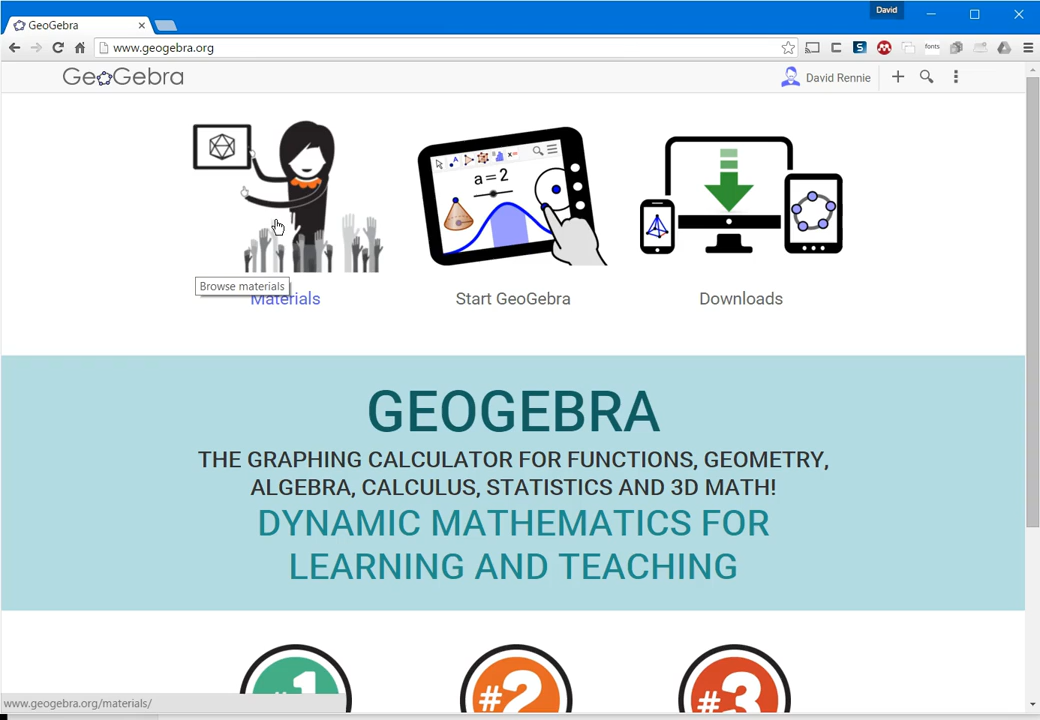 David
GeoGebra
www.geogebra.org
fonts
GeoGebra
David Rennie
a = 2
Browse materials
Materials
Start GeoGebra
Downloads
GEOGEBRA
THE GRAPHING CALCULATOR FOR FUNCTIONS, GEOMETRY,
ALGEBRA, CALCULUS, STATISTICS AND 3D MATH!
DYNAMIC MATHEMATICS FOR
LEARNING AND TEACHING
#1
#2
#3
www.geogebra.org/materials/